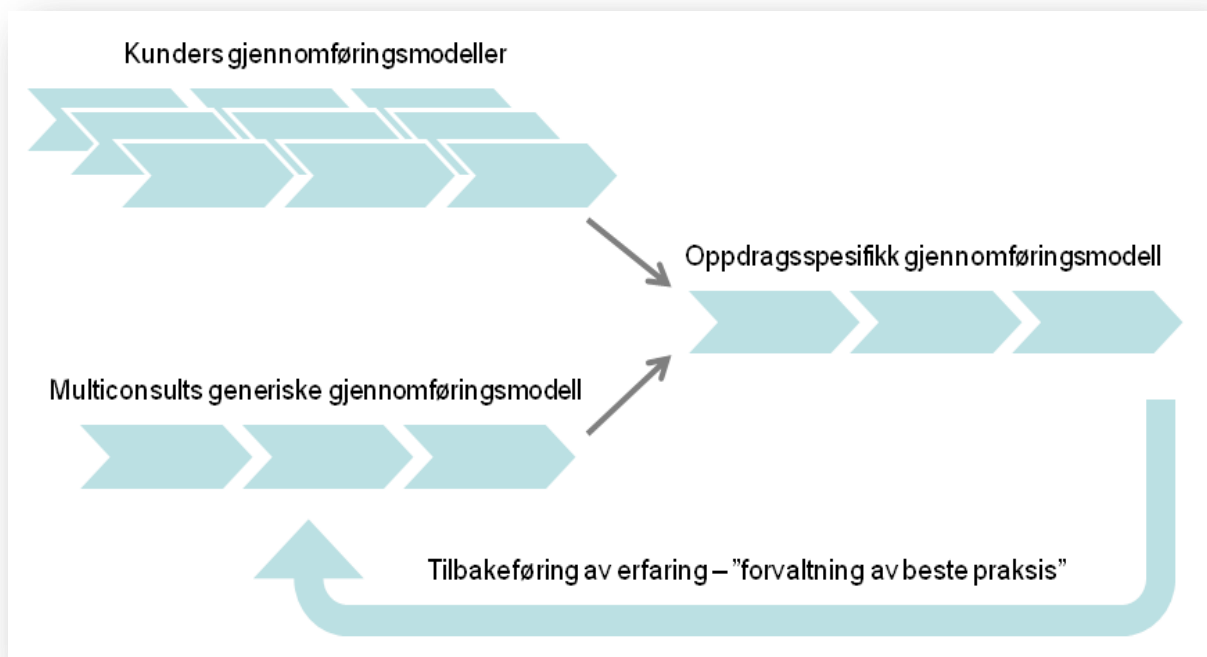 Kunders gjennomføringsmodeller
Oppdragsspesifikk gjennomføringsmodell
Multiconsults generiske gjennomføringsmodell
Tilbakeføring av erfaring – ”forvaltning av beste praksis”